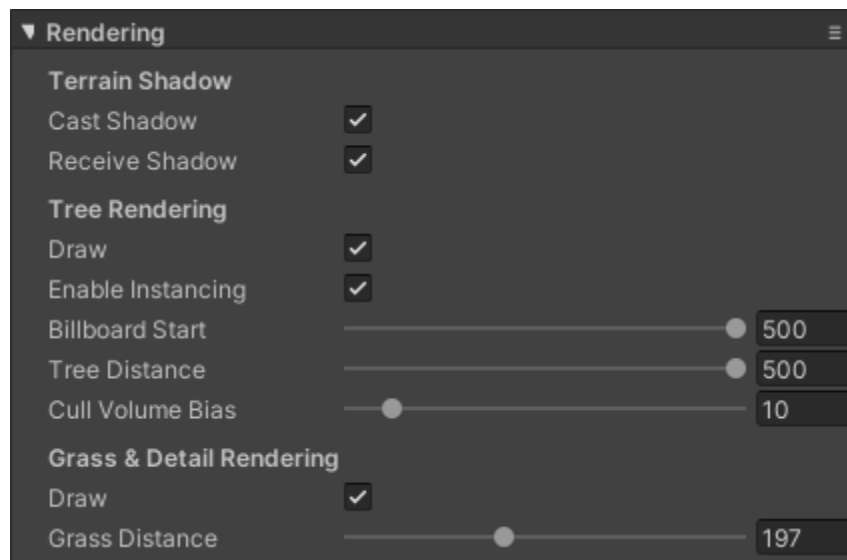 Rendering
Terrain Shadow
Cast Shadow
Receive Shadow
Tree Rendering
Draw
Enable Instancing
Billboard Start 500
Tree Distance 500
Cull Volume Bias 10
Grass & Detail Rendering
Draw
Grass Distance 197